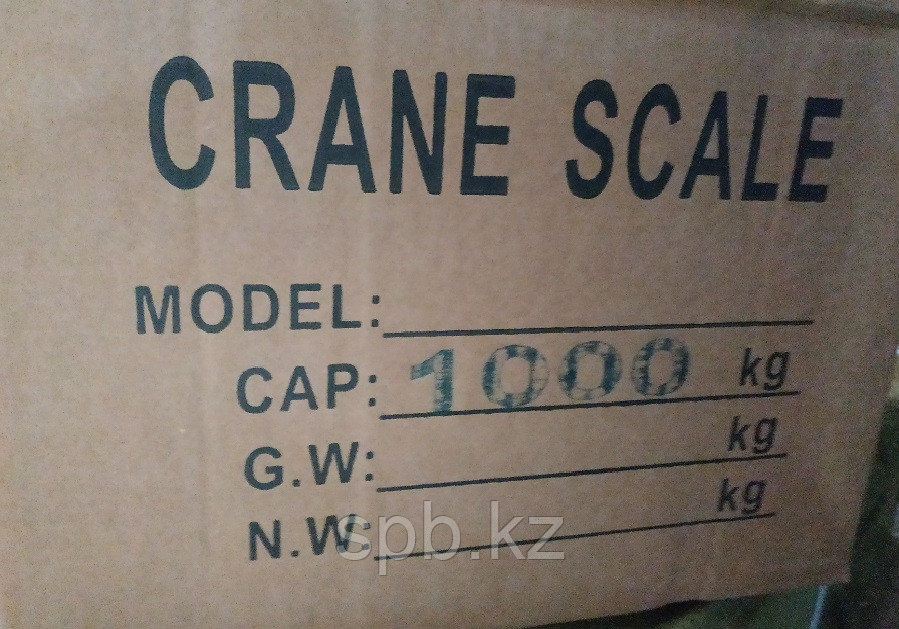 CRANE SCALE
MODEL:
CAP: 1000 kg
G.W: kg
N.W: kg
spb.kz